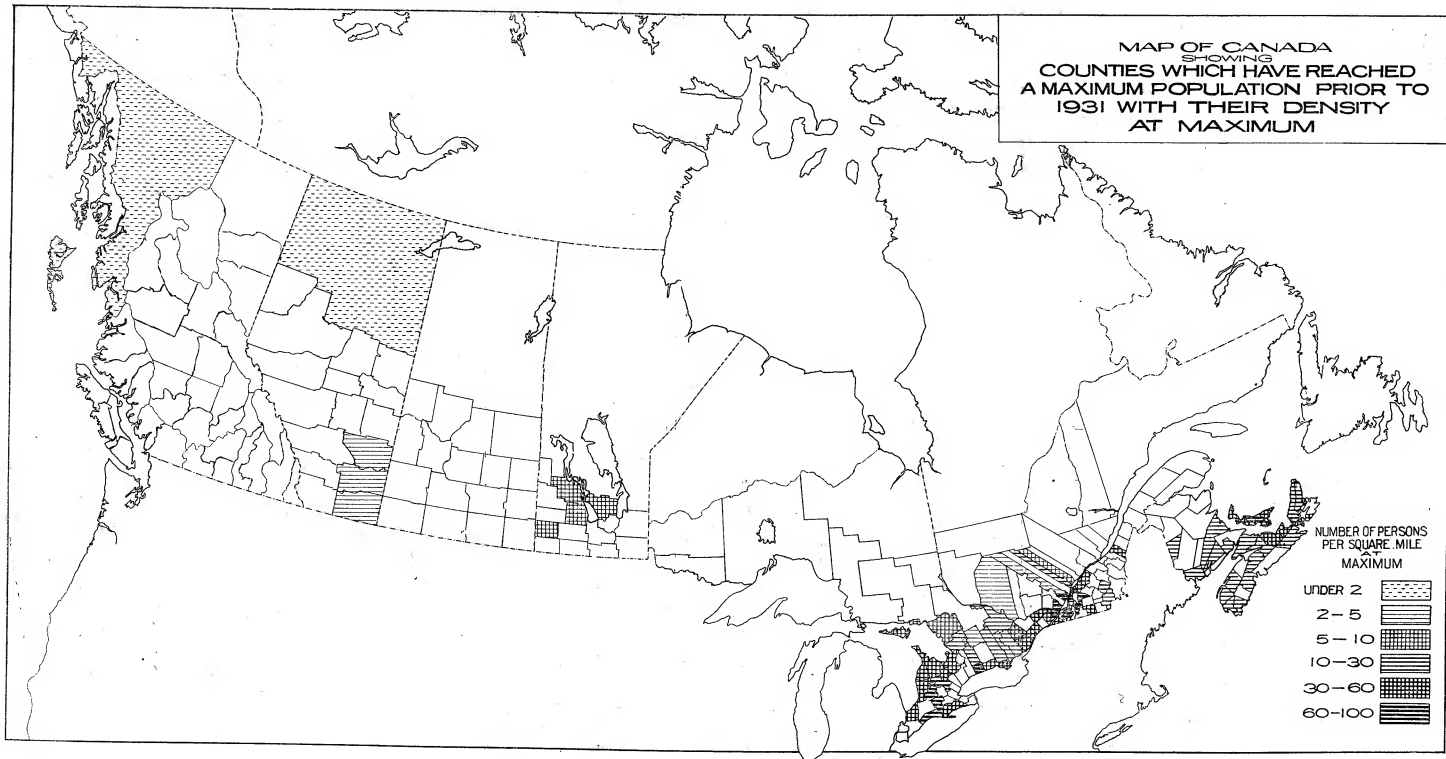 MAP OF CANADA
SHOWING
COUNTIES WHICH HAVE REACHED
A MAXIMUM POPULATION PRIOR TO
1931 WITH THEIR DENSITY
AT MAXIMUM
NUMBER OF PERSONS
PER SQUARE MILE
AT
MAXIMUM
UNDER 2
2-5
5-10
10-30
30-60
60-100